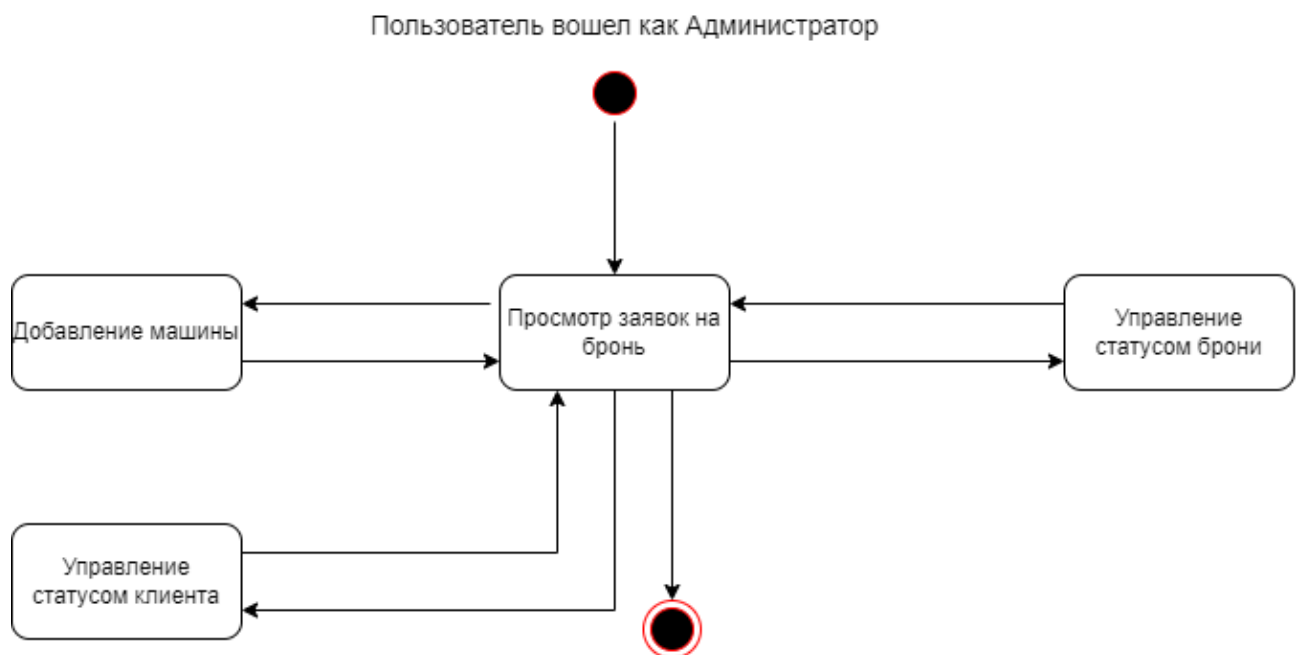 Пользователь вошел как Администратор
Добавление машины
Просмотр заявок на
бронь
Управление
статусом брони
Управление
статусом клиента